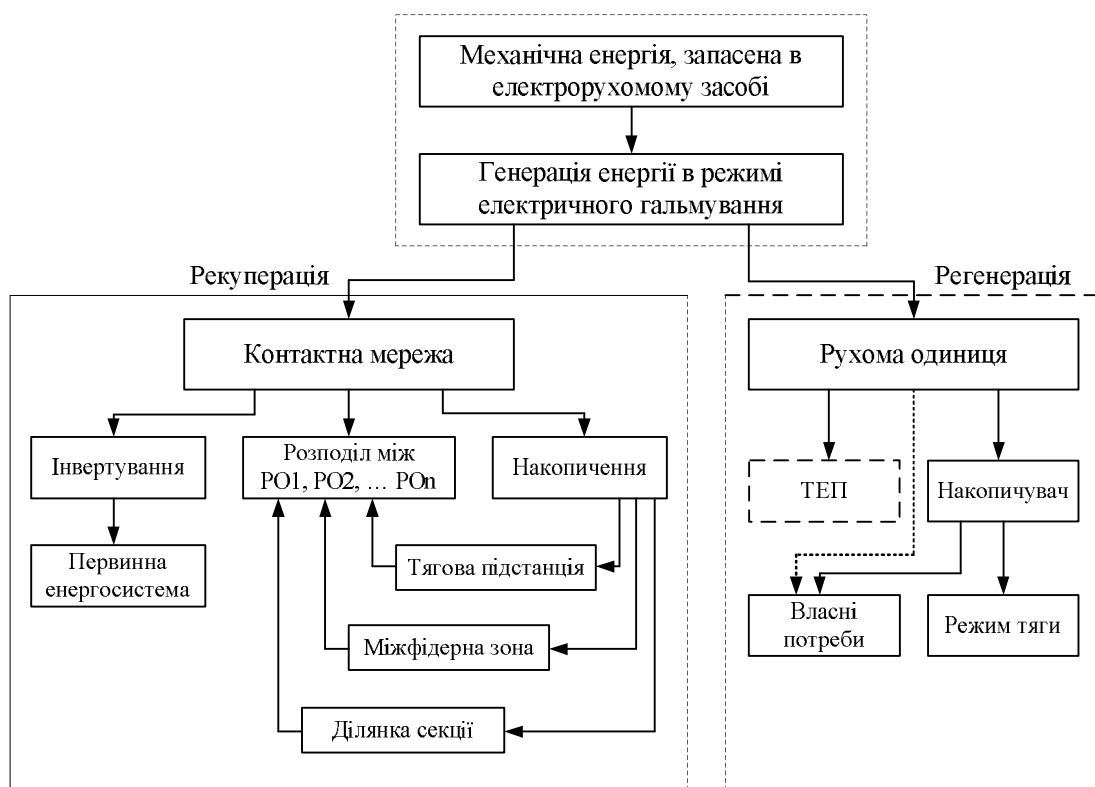 Механічна енергія, запасена в
електрорухомому засобі
Генерація енергії в режимі
електричного гальмування
Рекуперація
Регенерація
Контактна мережа
Рухома одиниця
Інвертування
Розподіл між
РО1, РО2, … РОn
Накопичення
ТЕП
Накопичувач
Первинна
енергосистема
Тягова підстанція
Власні
потреби
Режим тяги
Міжфідерна зона
Ділянка секції